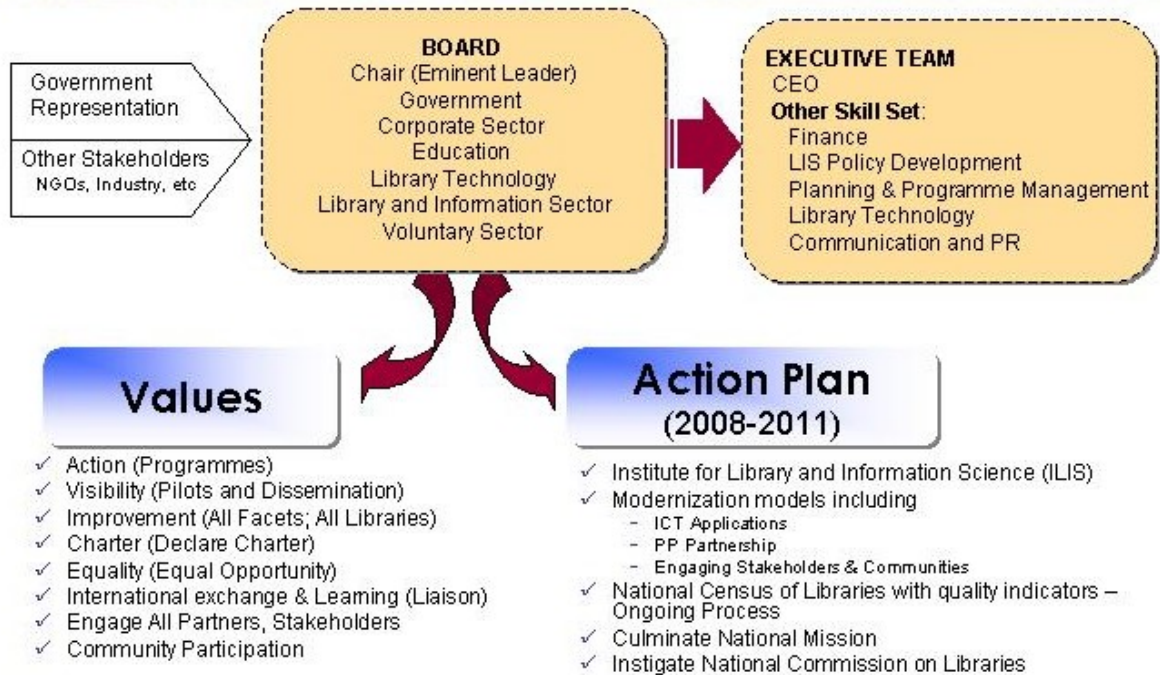 Government
Representation
Other Stakeholders
NGOs, Industry, etc
BOARD
Chair (Eminent Leader)
Government
Corporate Sector
Education
Library Technology
Library and Information Sector
Voluntary Sector
EXECUTIVE TEAM
CEO
Other Skill Set:
Finance
LIS Policy Development
Planning & Programme Management
Library Technology
Communication and PR
Values
✓ Action (Programmes)
✓ Visibility (Pilots and Dissemination)
✓ Improvement (All Facets; All Libraries)
✓ Charter (Declare Charter)
✓ Equality (Equal Opportunity)
✓ International exchange & Learning (Liaison)
✓ Engage All Partners, Stakeholders
✓ Community Participation
Action Plan
(2008-2011)
✓ Institute for Library and Information Science (ILIS)
✓ Modernization models including
– ICT Applications
– PP Partnership
– Engaging Stakeholders & Communities
✓ National Census of Libraries with quality indicators –
Ongoing Process
✓ Culminate National Mission
✓ Instigate National Commission on Libraries